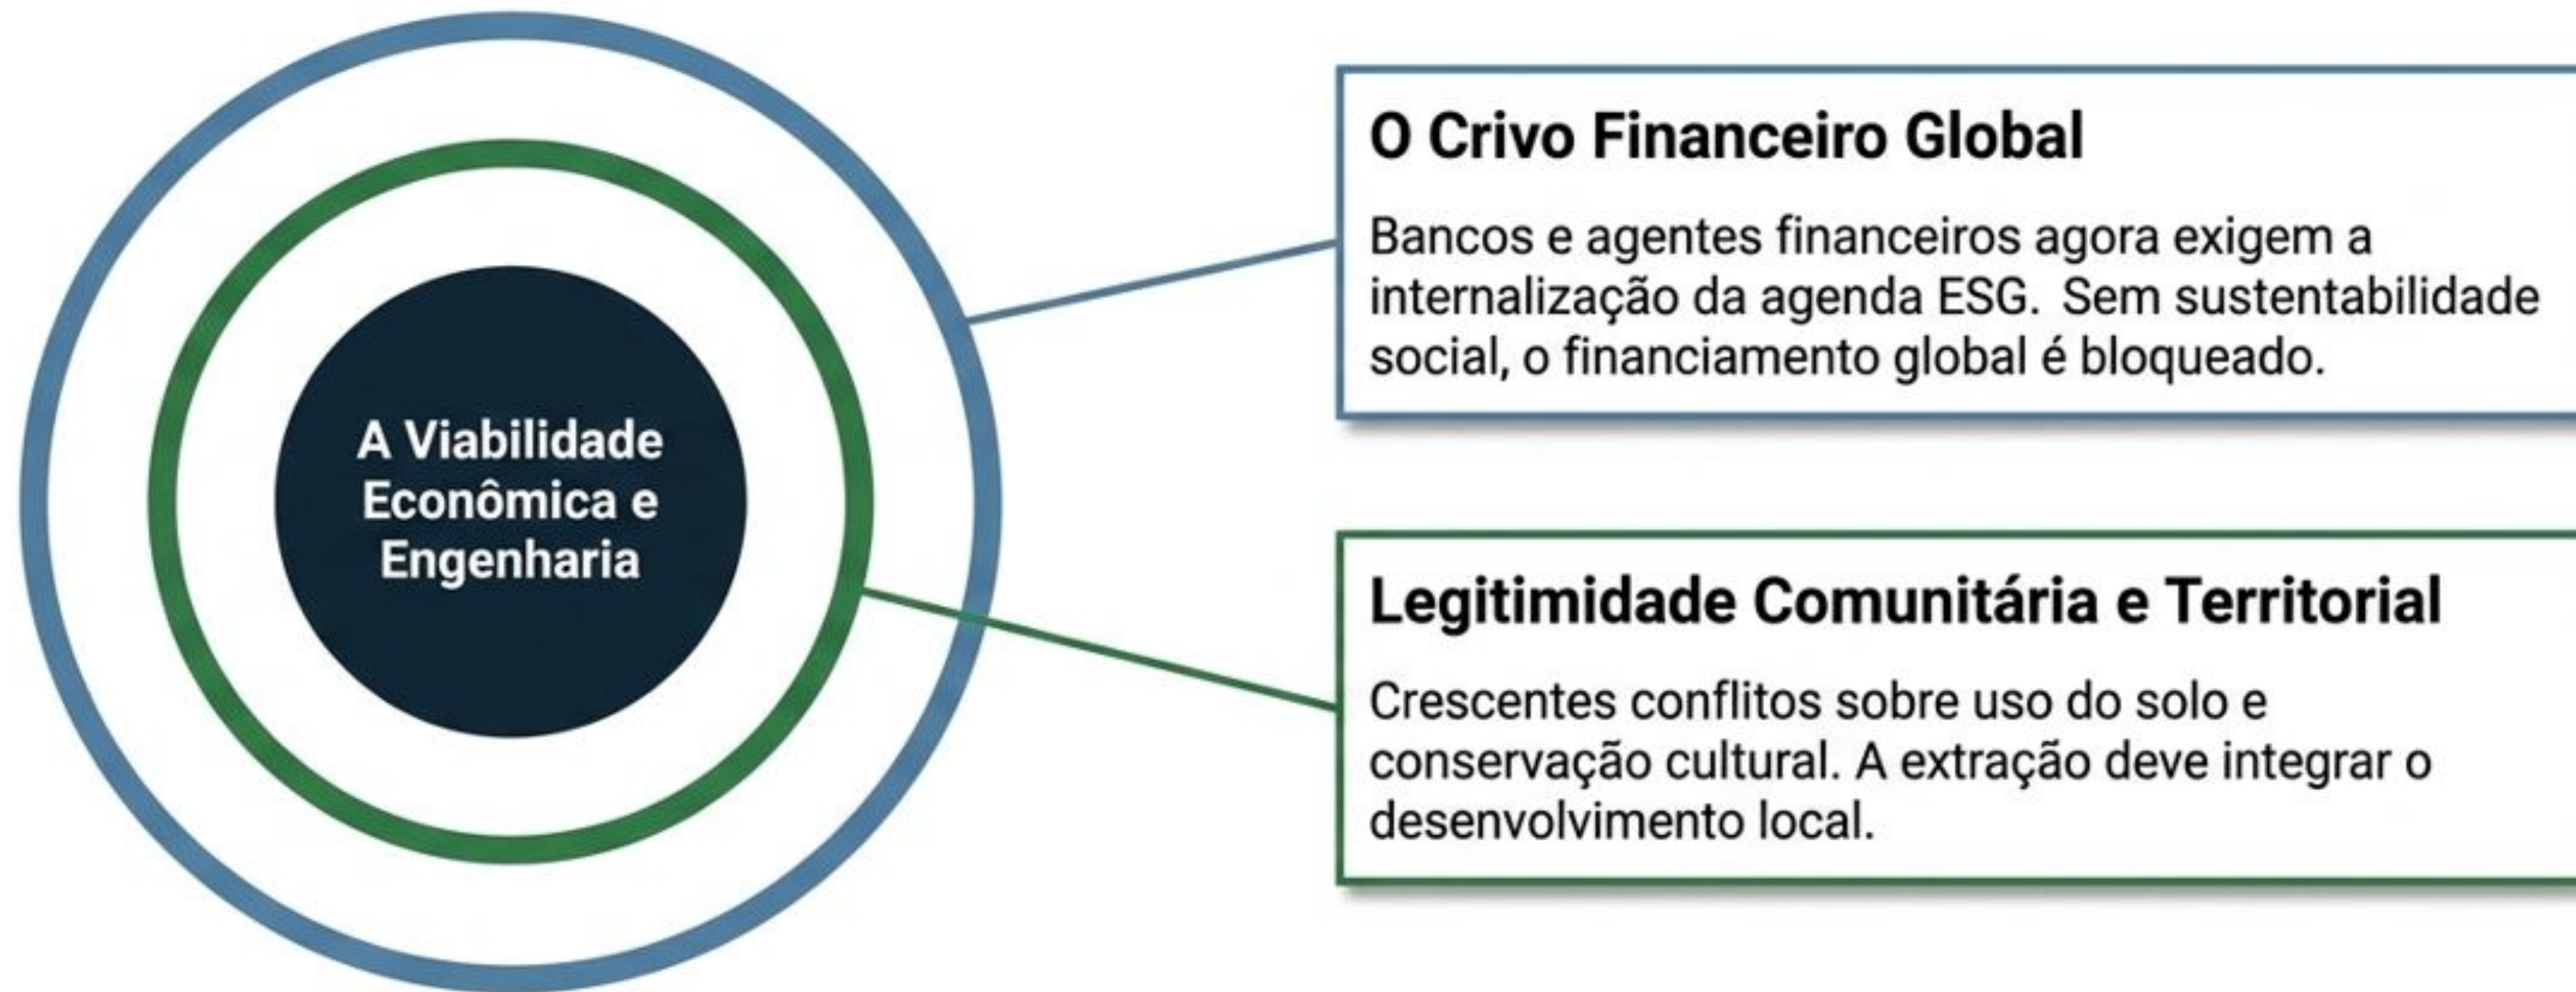 A Viabilidade
Econômica e
Engenharia
O Crivo Financeiro Global
Bancos e agentes financeiros agora exigem a
internalização da agenda ESG. Sem sustentabilidade
social, o financiamento global é bloqueado.
Legitimidade Comunitária e Territorial
Crescentes conflitos sobre uso do solo e
conservação cultural. A extração deve integrar o
desenvolvimento local.